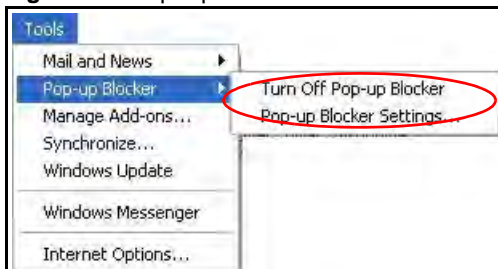 Tools
Mail and News
Pop-up Blocker
Turn Off Pop-up Blocker
Manage Add-ons...
Pop-up Blocker Settings...
Synchronize...
Windows Update
Windows Messenger
Internet Options...